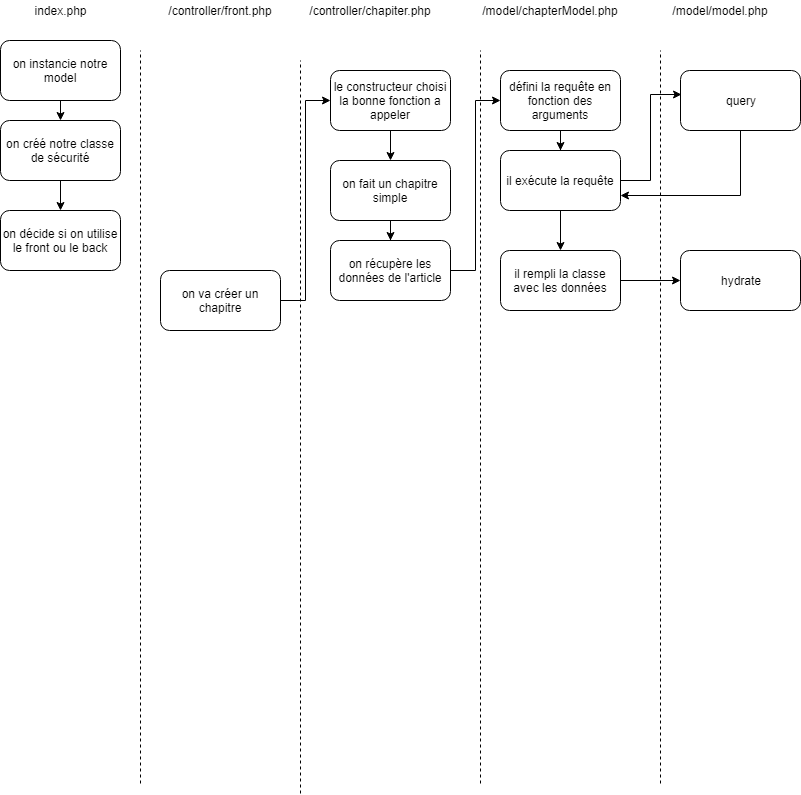 index.php
/controller/front.php
/controller/chapiter.php
/model/chapterModel.php
/model/model.php
on instancie notre
model
on créé notre classe
de sécurité
on décide si on utilise
le front ou le back
on va créer un
chapitre
le constructeur choisi
la bonne fonction a
appeler
on fait un chapitre
simple
on récupère les
données de l'article
défini la requête en
fonction des
arguments
il exécute la requête
il rempli la classe
avec les données
query
hydrate